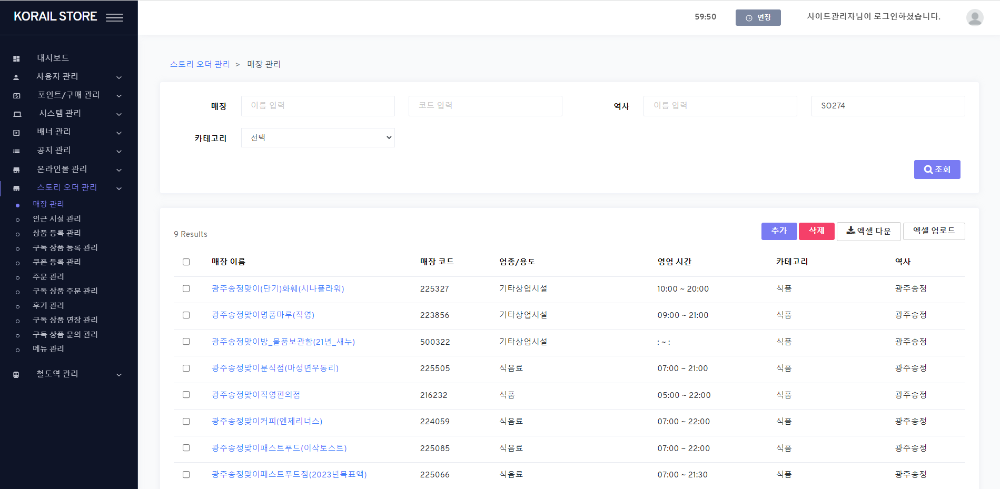 KORAIL STORE
59:50
연장
사이트관리자님이 로그인하셨습니다.
대시보드
사용자 관리
포인트/구매 관리
시스템 관리
배너 관리
공지 관리
온라인몰 관리
스토리 오더 관리
매장 관리
인근 시설 관리
상품 등록 관리
구독 상품 등록 관리
쿠폰 등록 관리
주문 관리
구독 상품 주문 관리
후기 관리
구독 상품 연장 관리
구독 상품 문의 관리
메뉴 관리
철도역 관리
스토리 오더 관리 > 매장 관리
매장 이름 입력 코드 입력 역사 이름 입력 SO274
카테고리 선택
조회
9 Results
추가 삭제 엑셀 다운 엑셀 업로드
매장 이름 매장 코드 업종/용도 영업 시간 카테고리 역사
광주송정맞이(단기)화훼(시나플라워) 225327 기타상업시설 10:00 ~ 20:00 식품 광주송정
광주송정맞이명품마루(직영) 223856 기타상업시설 09:00 ~ 21:00 식품 광주송정
광주송정맞이방_물품보관함(21년_새누) 500322 기타상업시설 : ~ : 식품 광주송정
광주송정맞이분식점(마성면우동리) 225505 식음료 07:00 ~ 21:00 식품 광주송정
광주송정맞이직영편의점 216232 식품 05:00 ~ 22:00 식품 광주송정
광주송정맞이커피(엔제리너스) 224059 식음료 07:00 ~ 22:00 식품 광주송정
광주송정맞이패스트푸드(이삭토스트) 225085 식음료 07:00 ~ 22:00 식품 광주송정
광주송정맞이패스트푸드점(2023년목표액) 225066 식음료 07:00 ~ 21:30 식품 광주송정